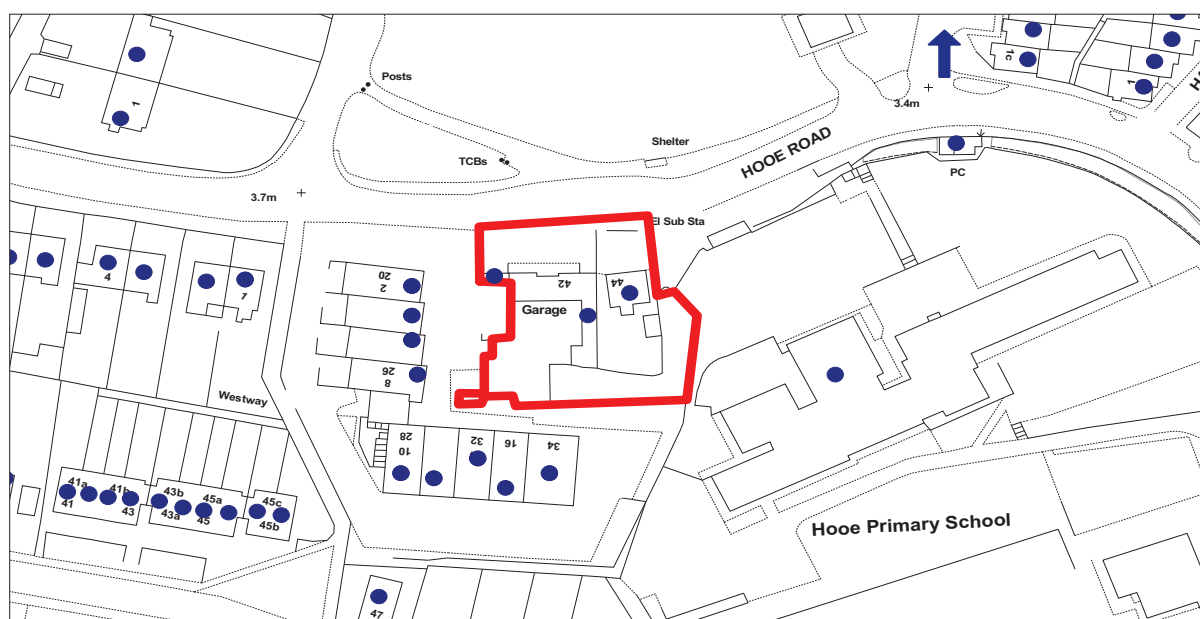 1c
1
H
1
Posts
3.4m
Shelter
HOOE ROAD
TCBs
PC
3.7m
El Sub Sta
4
7
20
2
42
44
Garage
26
8
Westway
28
10
32
16
34
41a
41b
43b
45a
45c
41
43
43a
45
45b
Hooe Primary School
47